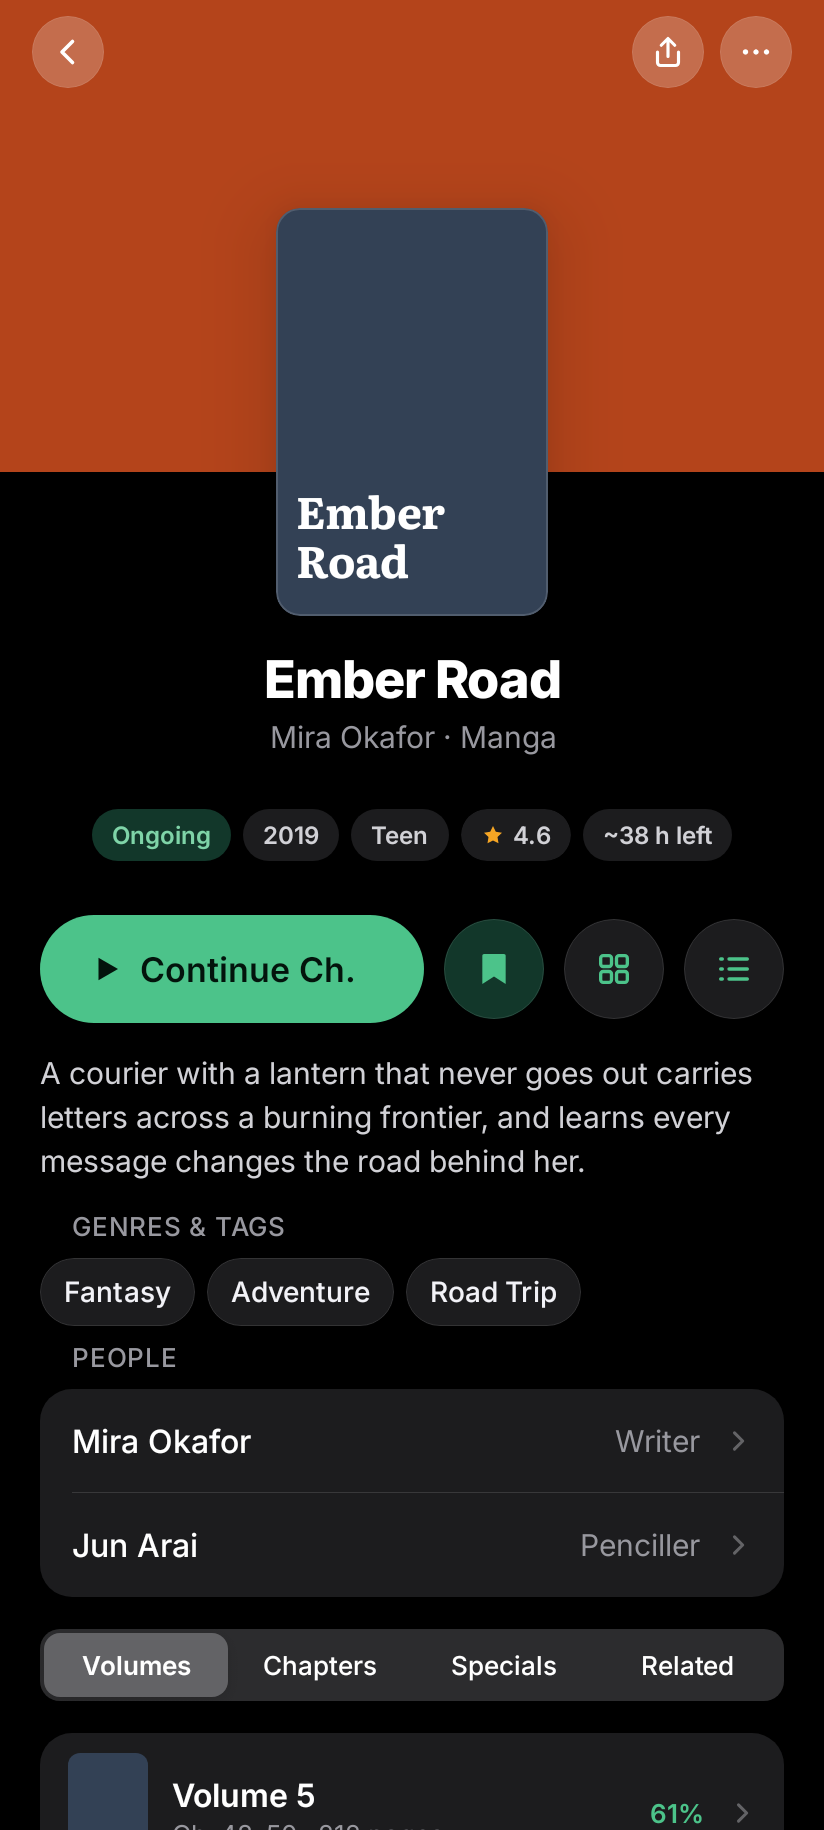 Ember
Road
Ember Road
Mira Okafor · Manga
Ongoing 2019 Teen 4.6 ~38 h left
Continue Ch.
A courier with a lantern that never goes out carries
letters across a burning frontier, and learns every
message changes the road behind her.
GENRES & TAGS
Fantasy Adventure Road Trip
PEOPLE
Mira Okafor Writer
Jun Arai Penciller
Volumes Chapters Specials Related
Volume 5
61%